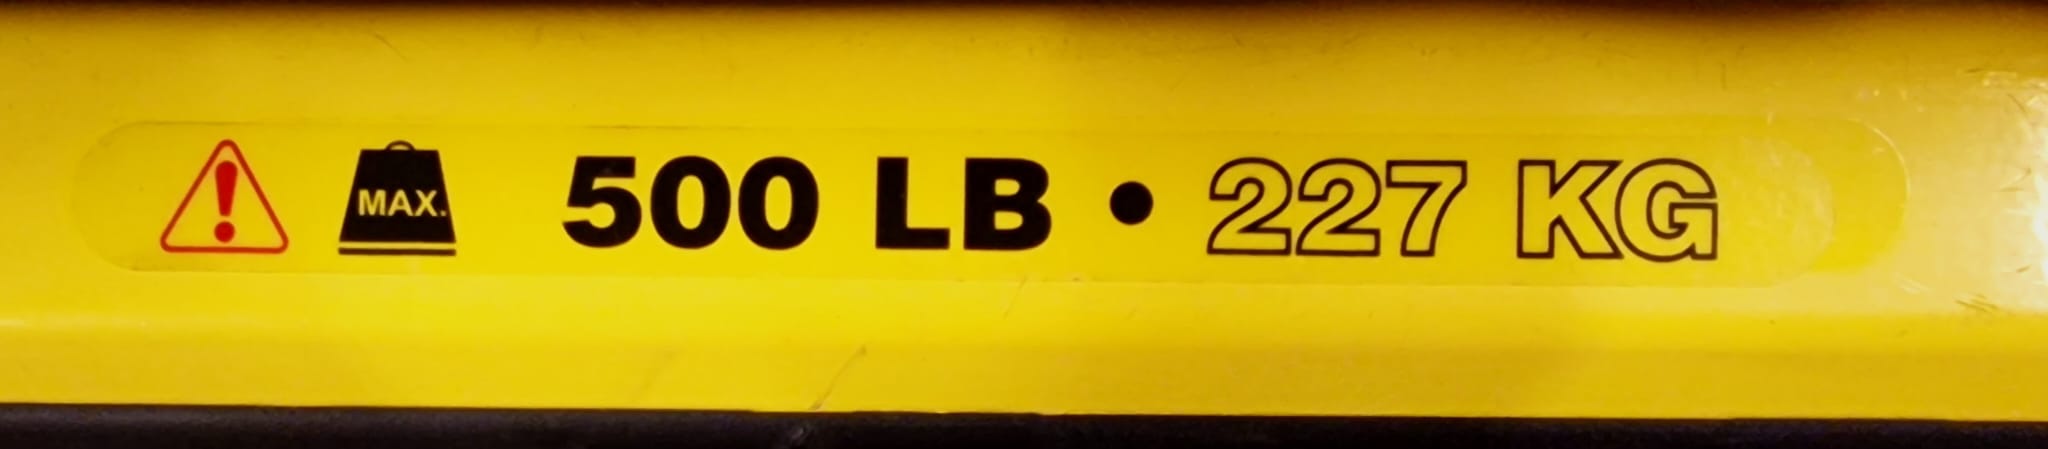 MAX. 500 LB • 227 KG